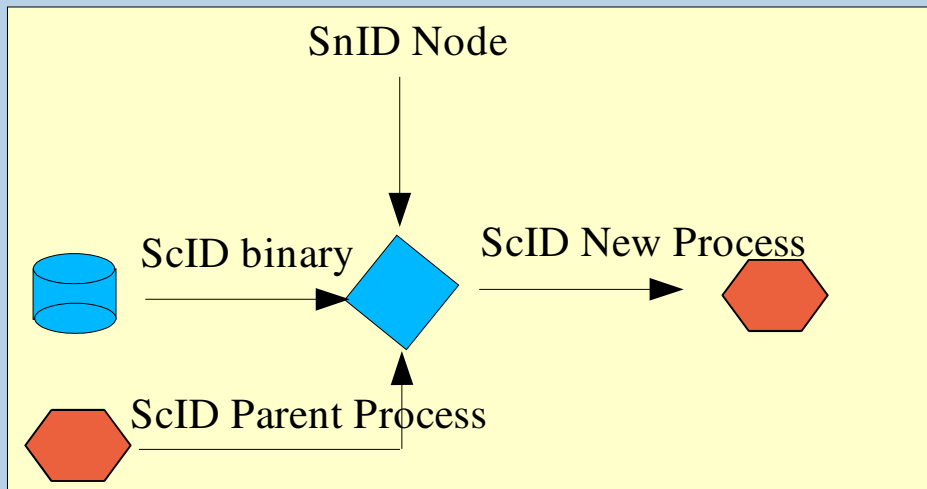 SnID Node
ScID binary
ScID New Process
ScID Parent Process